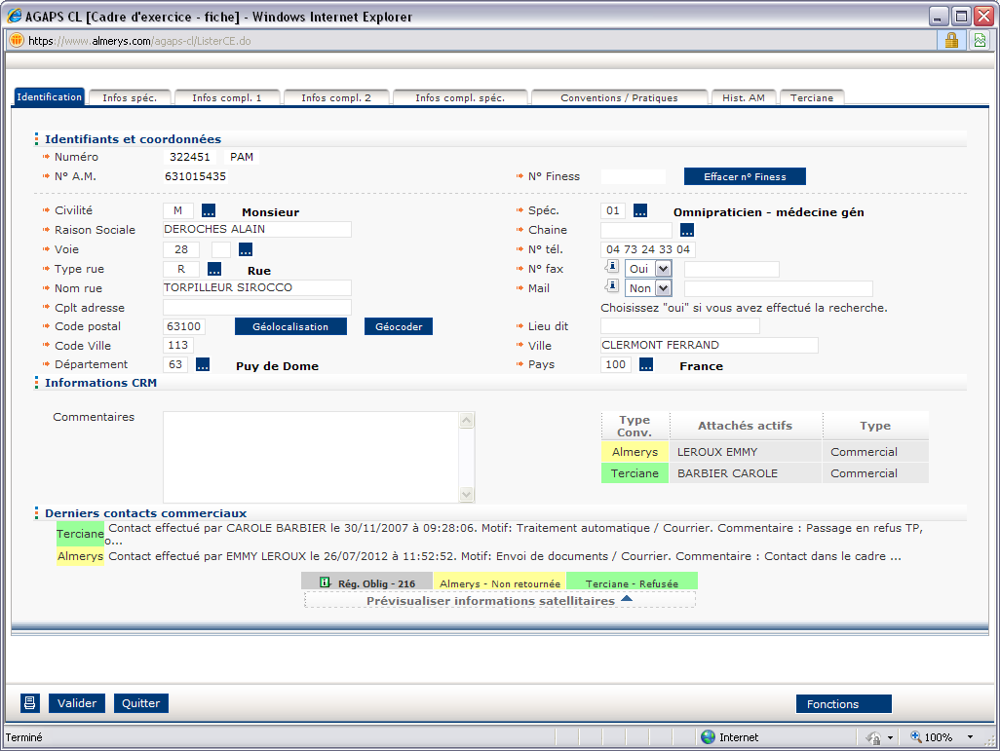 AGAPS CL [Cadre d'exercice - fiche] - Windows Internet Explorer
https://www.almerys.com/agaps-cl/ListerCE.do
Identification Infos spéc. Infos compl. 1 Infos compl. 2 Infos compl. spéc. Conventions / Pratiques Hist. AM Terciane
Identifiants et coordonnées
Numéro 322451 PAM
N° A.M. 631015435 N° Finess Effacer n° Finess
Civilité M ... Monsieur Spéc. 01 ... Omnipraticien - médecine gén
Raison Sociale DEROCHES ALAIN Chaine ...
Voie 28 ... N° tél. 04 73 24 33 04
Type rue R ... Rue N° fax Oui
Nom rue TORPILLEUR SIROCCO Mail Non
Cplt adresse Choisissez "oui" si vous avez effectué la recherche.
Code postal 63100 Géolocalisation Géocoder Lieu dit
Code Ville 113 Ville CLERMONT FERRAND
Département 63 ... Puy de Dome Pays 100 ... France
Informations CRM
Commentaires
Type Conv. Attachés actifs Type
Almerys LEROUX EMMY Commercial
Terciane BARBIER CAROLE Commercial
Derniers contacts commerciaux
Terciane Contact effectué par CAROLE BARBIER le 30/11/2007 à 09:28:06. Motif: Traitement automatique / Courrier. Commentaire : Passage en refus TP,
o...
Almerys Contact effectué par EMMY LEROUX le 26/07/2012 à 11:52:52. Motif: Envoi de documents / Courrier. Commentaire : Contact dans le cadre ...
Rég. Oblig - 216 Almerys - Non retournée Terciane - Refusée
Prévisualiser informations satellitaires
Valider Quitter Fonctions
Terminé Internet 100%